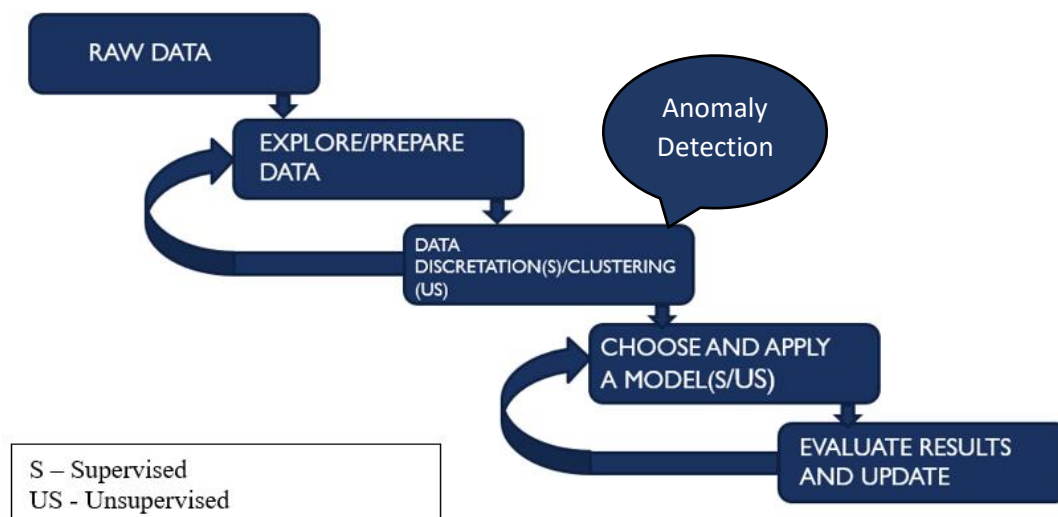 RAW DATA
Anomaly
Detection
EXPLORE/PREPARE
DATA
DATA
DISCRETATION(S)/CLUSTERING
(US)
CHOOSE AND APPLY
A MODEL(S/US)
EVALUATE RESULTS
AND UPDATE
S – Supervised
US - Unsupervised